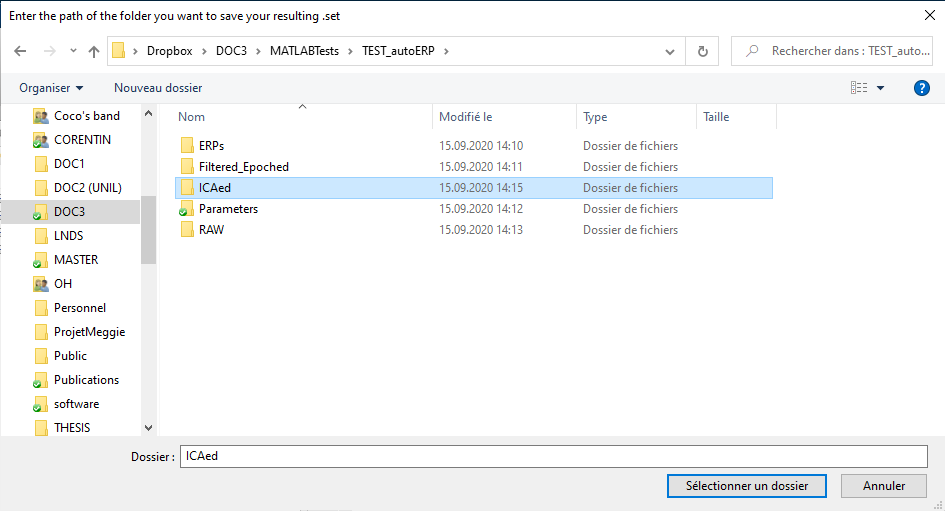 Enter the path of the folder you want to save your resulting .set
Dropbox > DOC3 > MATLABTests > TEST_autoERP >
Rechercher dans : TEST_auto...
Organiser
Nouveau dossier
?
Coco's band
CORENTIN
DOC1
DOC2 (UNIL)
DOC3
LNDS
MASTER
OH
Personnel
ProjetMeggie
Public
Publications
software
THESIS
Nom Modifié le Type Taille
ERPs 15.09.2020 14:10 Dossier de fichiers
Filtered_Epoched 15.09.2020 14:11 Dossier de fichiers
ICAed 15.09.2020 14:15 Dossier de fichiers
Parameters 15.09.2020 14:12 Dossier de fichiers
RAW 15.09.2020 14:13 Dossier de fichiers
Dossier : ICAed
Sélectionner un dossier
Annuler